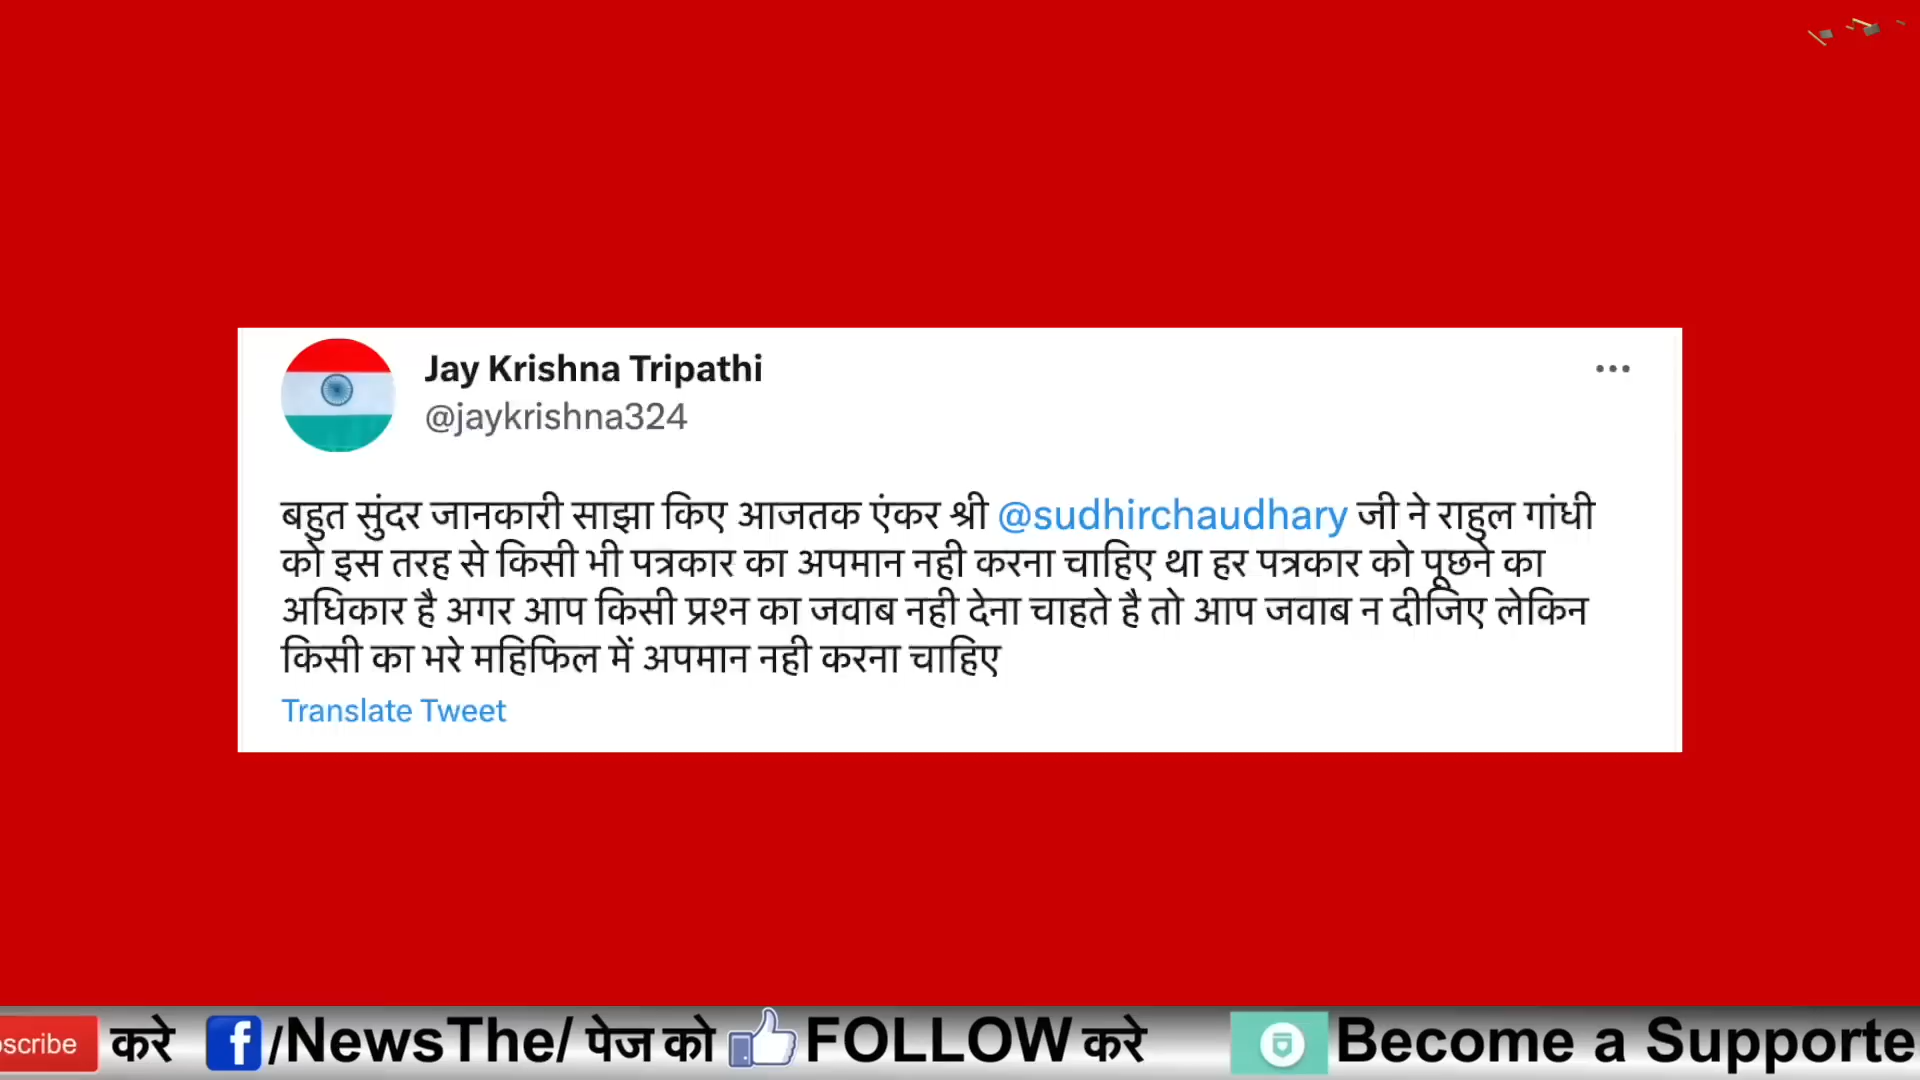 Jay Krishna Tripathi
@jaykrishna324
बहुत सुंदर जानकारी साझा किए आजतक एंकर श्री @sudhirchaudhary जी ने राहुल गांधी
को इस तरह से किसी भी पत्रकार का अपमान नही करना चाहिए था हर पत्रकार को पूछने का
अधिकार है अगर आप किसी प्रश्न का जवाब नही देना चाहते है तो आप जवाब न दीजिए लेकिन
किसी का भरे महिफिल में अपमान नही करना चाहिए
Translate Tweet
scribe करे f/NewsThe/ पेज को FOLLOW करे Become a Supporte